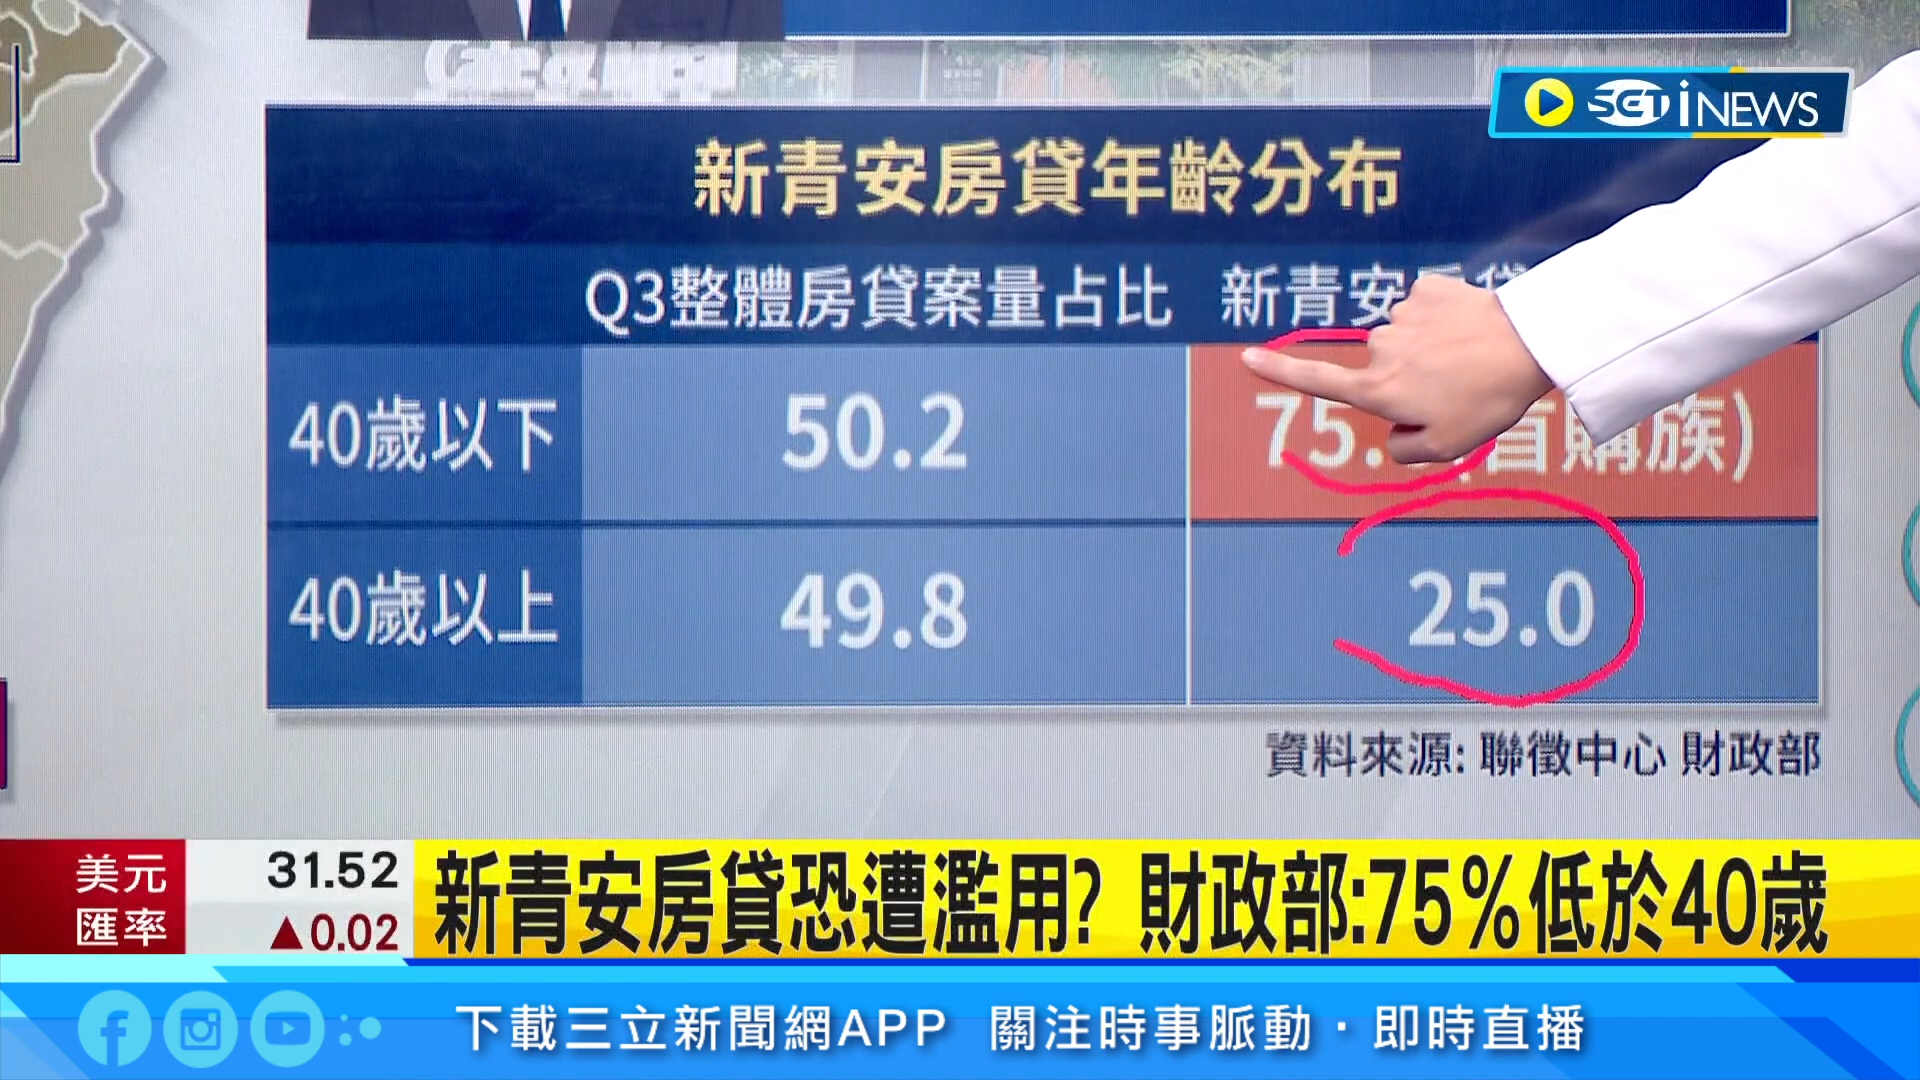 SETiNEWS
新青安房貸年齡分布
Q3整體房貸案量占比 新青安房貸
40歲以下 50.2 75. 首購族)
40歲以上 49.8 25.0
資料來源: 聯徵中心 財政部
美元匯率 31.52 ▲0.02
新青安房貸恐遭濫用? 財政部:75%低於40歲
下載三立新聞網APP 關注時事脈動・即時直播